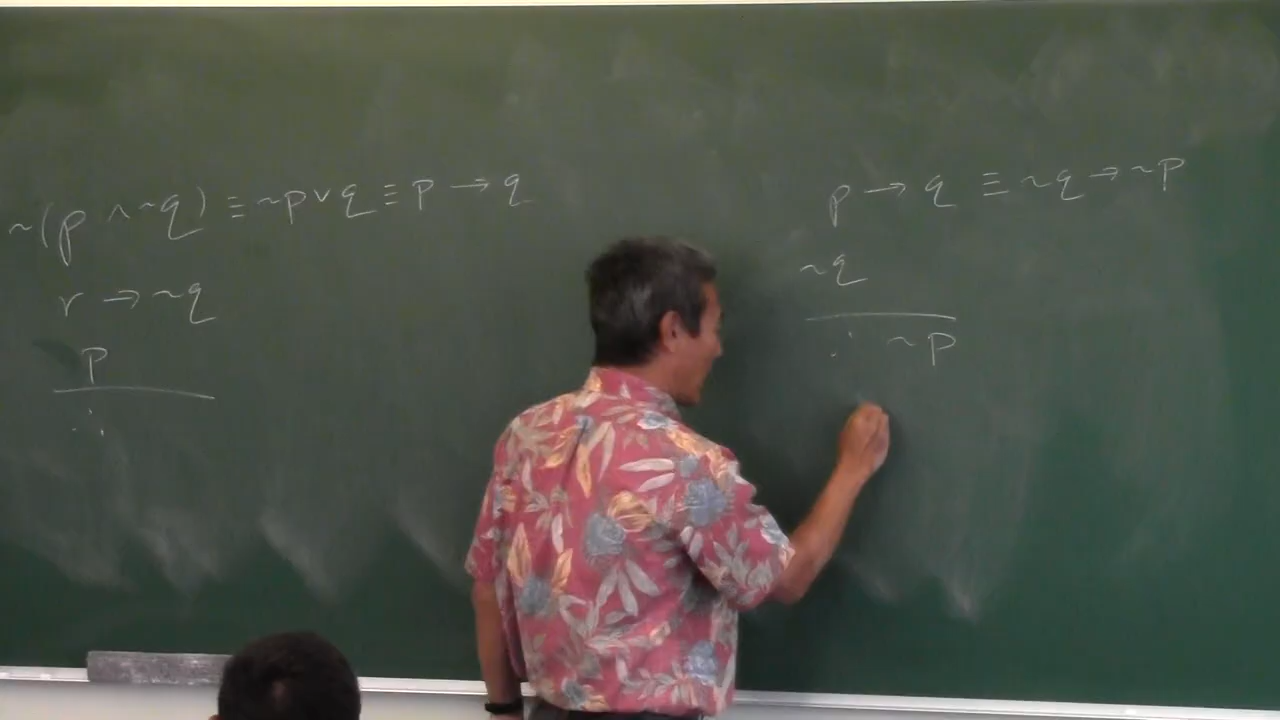 ~(p ∧ ~q) ≡ ~p ∨ q ≡ p → q
r → ~q
p
∴
p → q ≡ ~q → ~p
~q
∴ ~p